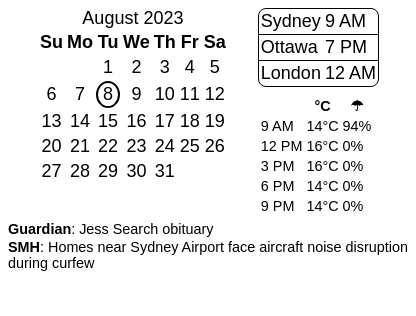 August 2023
Su Mo Tu We Th Fr Sa
1 2 3 4 5
6 7 8 9 10 11 12
13 14 15 16 17 18 19
20 21 22 23 24 25 26
27 28 29 30 31
Sydney 9 AM
Ottawa 7 PM
London 12 AM
°C ☂
9 AM 14°C 94%
12 PM 16°C 0%
3 PM 16°C 0%
6 PM 14°C 0%
9 PM 14°C 0%
Guardian: Jess Search obituary
SMH: Homes near Sydney Airport face aircraft noise disruption
during curfew